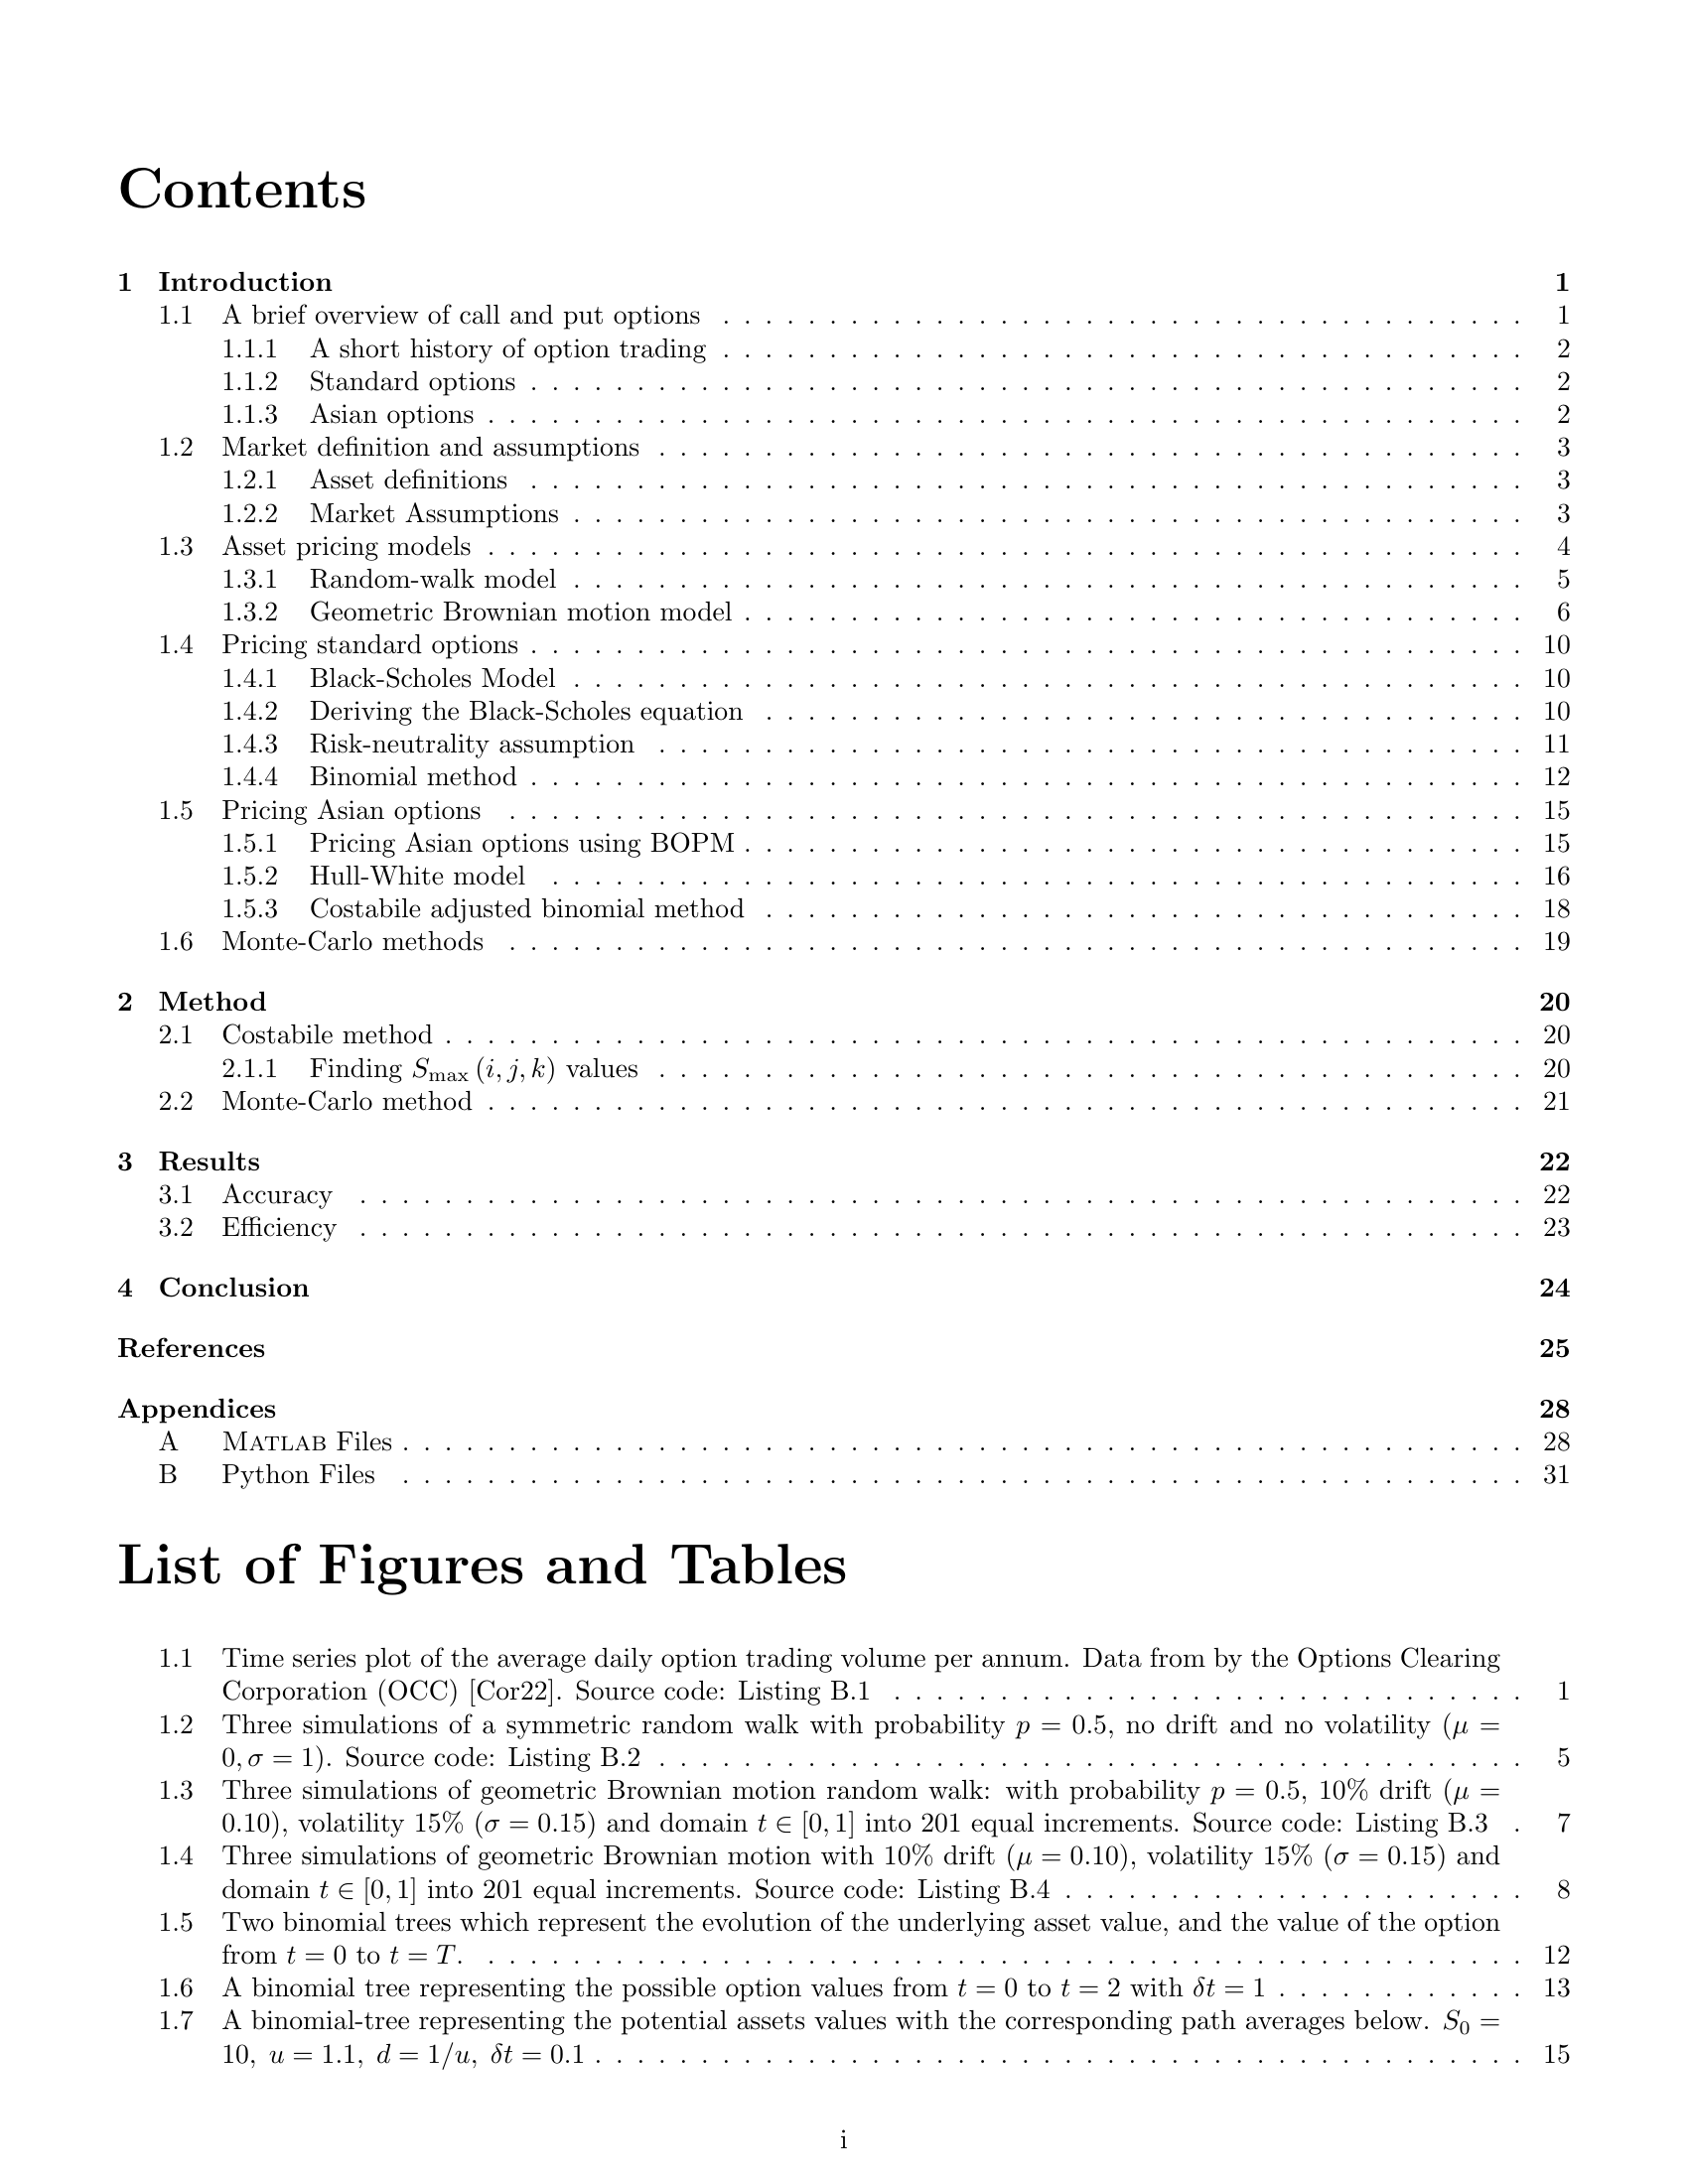 Contents
1 Introduction 1
1.1 A brief overview of call and put options . . . . . . . . . . . . . . . . . . . . . . . . . . . . . . . . . . . . . . 1
1.1.1 A short history of option trading . . . . . . . . . . . . . . . . . . . . . . . . . . . . . . . . . . . . . . 2
1.1.2 Standard options . . . . . . . . . . . . . . . . . . . . . . . . . . . . . . . . . . . . . . . . . . . . . . . 2
1.1.3 Asian options . . . . . . . . . . . . . . . . . . . . . . . . . . . . . . . . . . . . . . . . . . . . . . . . . 2
1.2 Market definition and assumptions . . . . . . . . . . . . . . . . . . . . . . . . . . . . . . . . . . . . . . . . . 3
1.2.1 Asset definitions . . . . . . . . . . . . . . . . . . . . . . . . . . . . . . . . . . . . . . . . . . . . . . . 3
1.2.2 Market Assumptions . . . . . . . . . . . . . . . . . . . . . . . . . . . . . . . . . . . . . . . . . . . . . 3
1.3 Asset pricing models . . . . . . . . . . . . . . . . . . . . . . . . . . . . . . . . . . . . . . . . . . . . . . . . . 4
1.3.1 Random-walk model . . . . . . . . . . . . . . . . . . . . . . . . . . . . . . . . . . . . . . . . . . . . . 5
1.3.2 Geometric Brownian motion model . . . . . . . . . . . . . . . . . . . . . . . . . . . . . . . . . . . . . 6
1.4 Pricing standard options . . . . . . . . . . . . . . . . . . . . . . . . . . . . . . . . . . . . . . . . . . . . . . . 10
1.4.1 Black-Scholes Model . . . . . . . . . . . . . . . . . . . . . . . . . . . . . . . . . . . . . . . . . . . . . 10
1.4.2 Deriving the Black-Scholes equation . . . . . . . . . . . . . . . . . . . . . . . . . . . . . . . . . . . . 10
1.4.3 Risk-neutrality assumption . . . . . . . . . . . . . . . . . . . . . . . . . . . . . . . . . . . . . . . . . 11
1.4.4 Binomial method . . . . . . . . . . . . . . . . . . . . . . . . . . . . . . . . . . . . . . . . . . . . . . . 12
1.5 Pricing Asian options . . . . . . . . . . . . . . . . . . . . . . . . . . . . . . . . . . . . . . . . . . . . . . . . 15
1.5.1 Pricing Asian options using BOPM . . . . . . . . . . . . . . . . . . . . . . . . . . . . . . . . . . . . . 15
1.5.2 Hull-White model . . . . . . . . . . . . . . . . . . . . . . . . . . . . . . . . . . . . . . . . . . . . . . 16
1.5.3 Costabile adjusted binomial method . . . . . . . . . . . . . . . . . . . . . . . . . . . . . . . . . . . . 18
1.6 Monte-Carlo methods . . . . . . . . . . . . . . . . . . . . . . . . . . . . . . . . . . . . . . . . . . . . . . . . 19
2 Method 20
2.1 Costabile method . . . . . . . . . . . . . . . . . . . . . . . . . . . . . . . . . . . . . . . . . . . . . . . . . . . 20
2.1.1 Finding $S_{\max}(i, j, k)$ values . . . . . . . . . . . . . . . . . . . . . . . . . . . . . . . . . . . . . . . . . 20
2.2 Monte-Carlo method . . . . . . . . . . . . . . . . . . . . . . . . . . . . . . . . . . . . . . . . . . . . . . . . . 21
3 Results 22
3.1 Accuracy . . . . . . . . . . . . . . . . . . . . . . . . . . . . . . . . . . . . . . . . . . . . . . . . . . . . . . . 22
3.2 Efficiency . . . . . . . . . . . . . . . . . . . . . . . . . . . . . . . . . . . . . . . . . . . . . . . . . . . . . . . 23
4 Conclusion 24
References 25
Appendices 28
A MATLAB Files . . . . . . . . . . . . . . . . . . . . . . . . . . . . . . . . . . . . . . . . . . . . . . . . . . . . . 28
B Python Files . . . . . . . . . . . . . . . . . . . . . . . . . . . . . . . . . . . . . . . . . . . . . . . . . . . . . 31
List of Figures and Tables
1.1 Time series plot of the average daily option trading volume per annum. Data from by the Options Clearing
Corporation (OCC) [Cor22]. Source code: Listing B.1 . . . . . . . . . . . . . . . . . . . . . . . . . . . . . . 1
1.2 Three simulations of a symmetric random walk with probability $p = 0.5$, no drift and no volatility ($\mu =$
$0, \sigma = 1$). Source code: Listing B.2 . . . . . . . . . . . . . . . . . . . . . . . . . . . . . . . . . . . . . . . . . 5
1.3 Three simulations of geometric Brownian motion random walk: with probability $p = 0.5$, 10% drift ($\mu =$
$0.10$), volatility 15% ($\sigma = 0.15$) and domain $t \in [0, 1]$ into 201 equal increments. Source code: Listing B.3 . 7
1.4 Three simulations of geometric Brownian motion with 10% drift ($\mu = 0.10$), volatility 15% ($\sigma = 0.15$) and
domain $t \in [0, 1]$ into 201 equal increments. Source code: Listing B.4 . . . . . . . . . . . . . . . . . . . . . . 8
1.5 Two binomial trees which represent the evolution of the underlying asset value, and the value of the option
from $t = 0$ to $t = T$. . . . . . . . . . . . . . . . . . . . . . . . . . . . . . . . . . . . . . . . . . . . . . . . . . 12
1.6 A binomial tree representing the possible option values from $t = 0$ to $t = 2$ with $\delta t = 1$ . . . . . . . . . . . . 13
1.7 A binomial-tree representing the potential assets values with the corresponding path averages below. $S_0 =$
$10,\ u = 1.1,\ d = 1/u,\ \delta t = 0.1$ . . . . . . . . . . . . . . . . . . . . . . . . . . . . . . . . . . . . . . . . . . . . 15
i